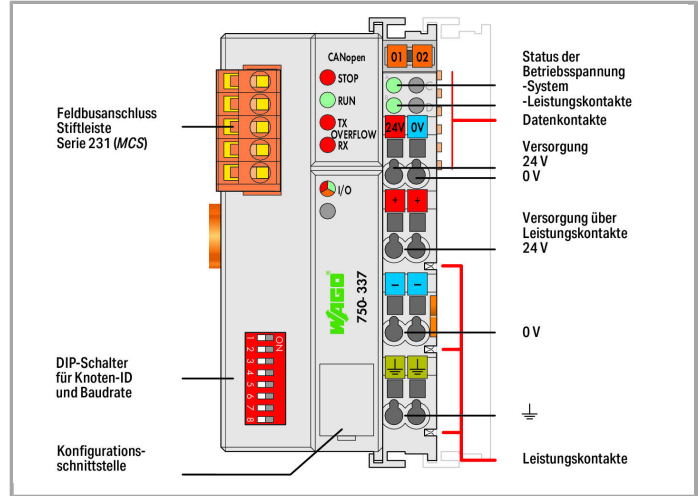 Feldbusanschluss
Stiftleiste
Serie 231 (MCS)
DIP-Schalter
für Knoten-ID
und Baudrate
Konfigurations-
schnittstelle
CANopen
STOP
RUN
TX
OVERFLOW
RX
I/O
WAGO
750-337
ON
1 2 3 4 5 6 7 8
01 02
C
D
24V 0V
+ +
− −
Status der
Betriebsspannung
-System
-Leistungskontakte
Datenkontakte
Versorgung
24 V
0 V
Versorgung über
Leistungskontakte
24 V
0 V
Leistungskontakte